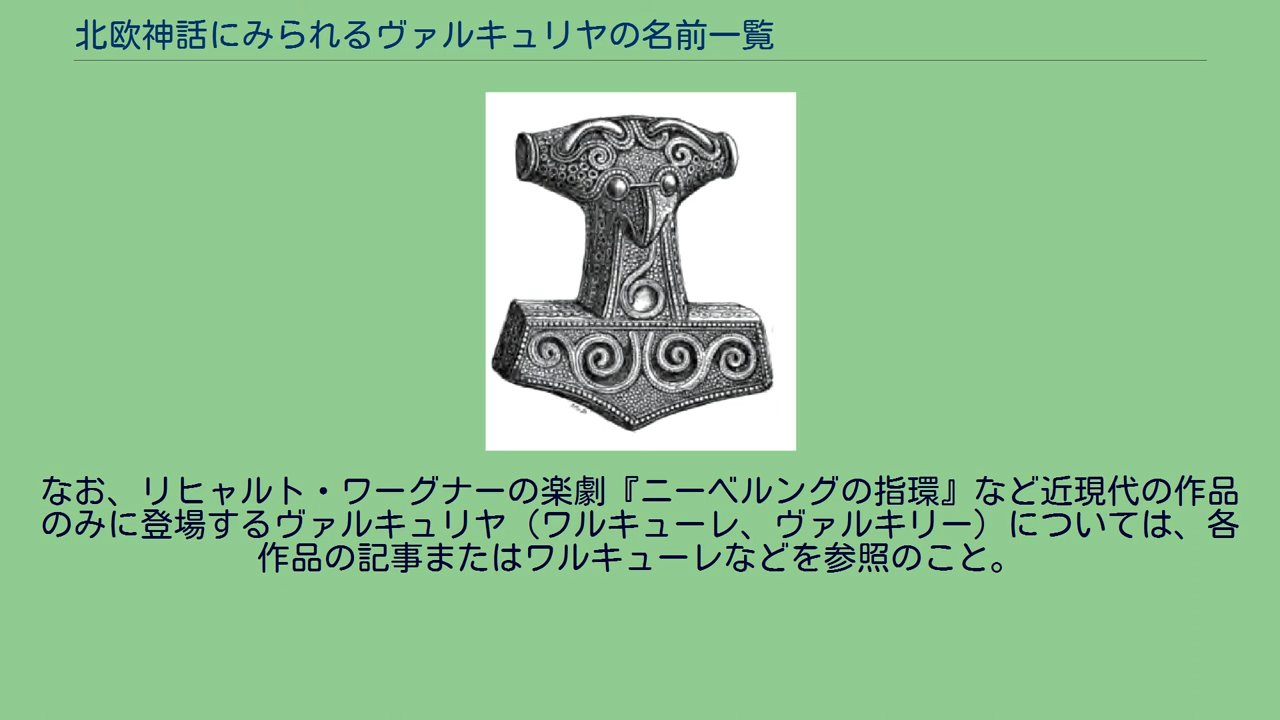 北欧神話にみられるヴァルキュリヤの名前一覧
なお、リヒャルト・ワーグナーの楽劇『ニーベルングの指環』など近現代の作品
のみに登場するヴァルキュリヤ（ワルキューレ、ヴァルキリー）については、各
作品の記事またはワルキューレなどを参照のこと。